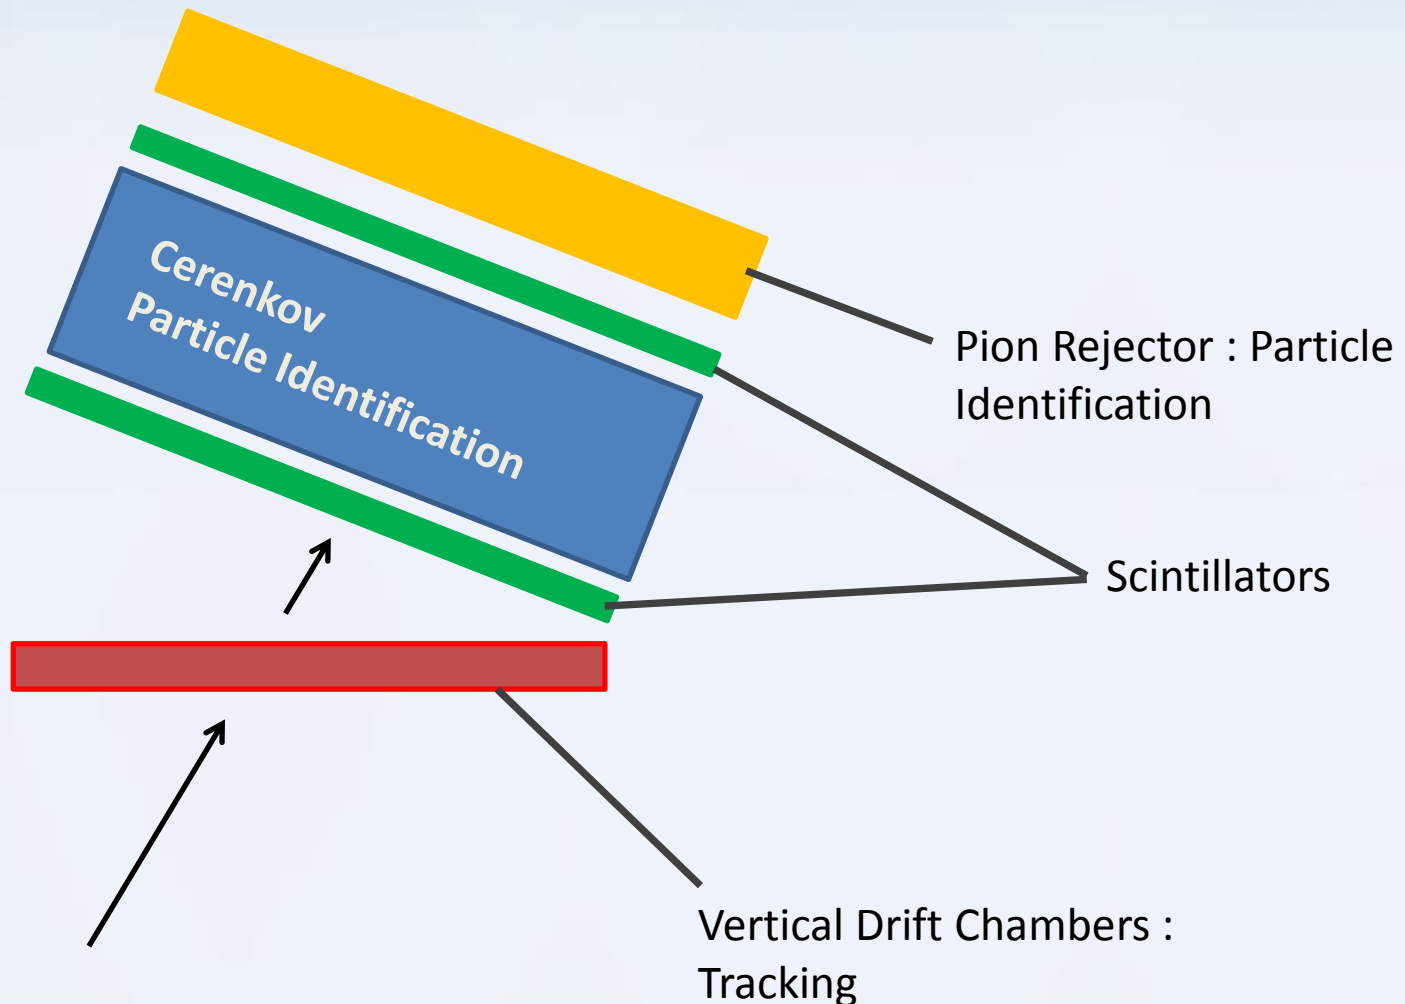 Cerenkov
Particle Identification
Pion Rejector : Particle
Identification
Scintillators
Vertical Drift Chambers :
Tracking